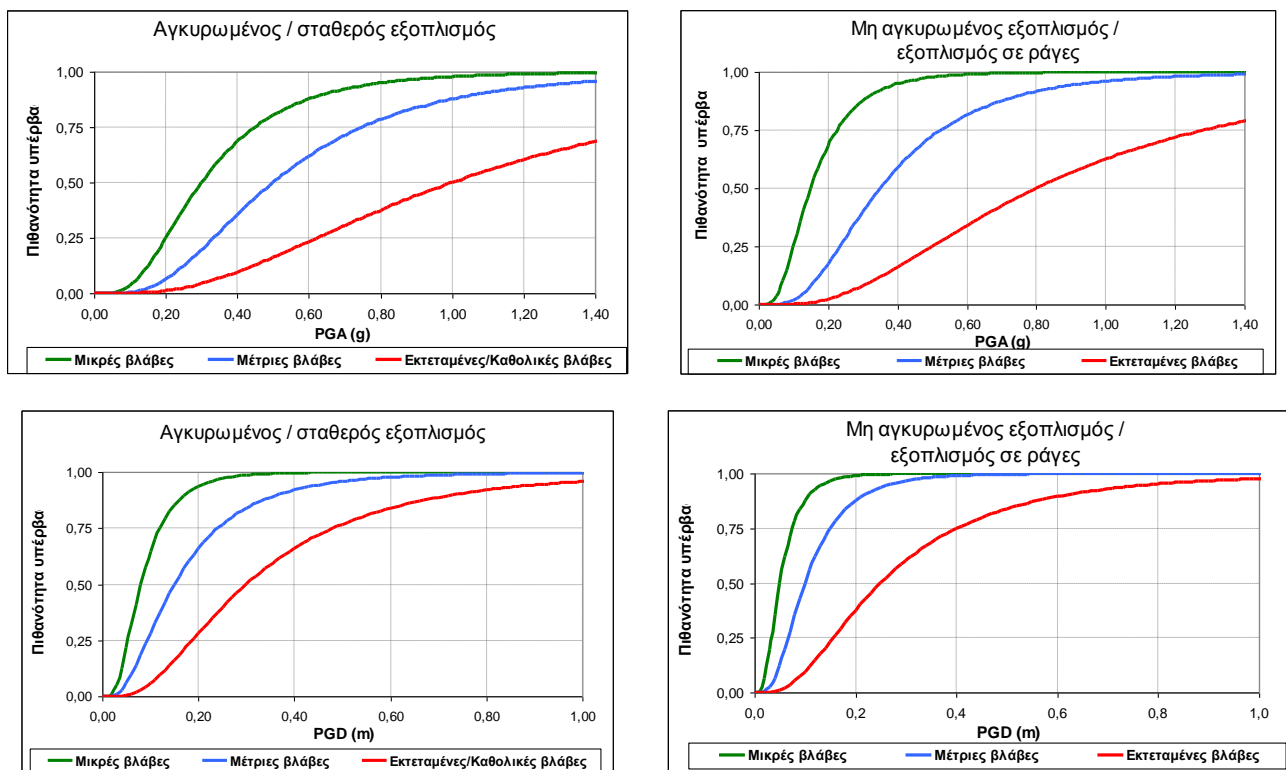 Αγκυρωμένος / σταθερός εξοπλισμός
1,00
0,75
0,50
0,25
0,00
Πιθανότητα υπέρβα
0,00 0,20 0,40 0,60 0,80 1,00 1,20 1,40
PGA (g)
Μικρές βλάβες Μέτριες βλάβες Εκτεταμένες/Καθολικές βλάβες
Μη αγκυρωμένος εξοπλισμός /
εξοπλισμός σε ράγες
1,00
0,75
0,50
0,25
0,00
Πιθανότητα υπέρβα
0,00 0,20 0,40 0,60 0,80 1,00 1,20 1,40
PGA (g)
Μικρές βλάβες Μέτριες βλάβες Εκτεταμένες βλάβες
Αγκυρωμένος / σταθερός εξοπλισμός
1,00
0,75
0,50
0,25
0,00
Πιθανότητα υπέρβα
0,00 0,20 0,40 0,60 0,80 1,00
PGD (m)
Μικρές βλάβες Μέτριες βλάβες Εκτεταμένες/Καθολικές βλάβες
Μη αγκυρωμένος εξοπλισμός /
εξοπλισμός σε ράγες
1,00
0,75
0,50
0,25
0,00
Πιθανότητα υπέρβα
0,0 0,2 0,4 0,6 0,8 1,0
PGD (m)
Μικρές βλάβες Μέτριες βλάβες Εκτεταμένες βλάβες